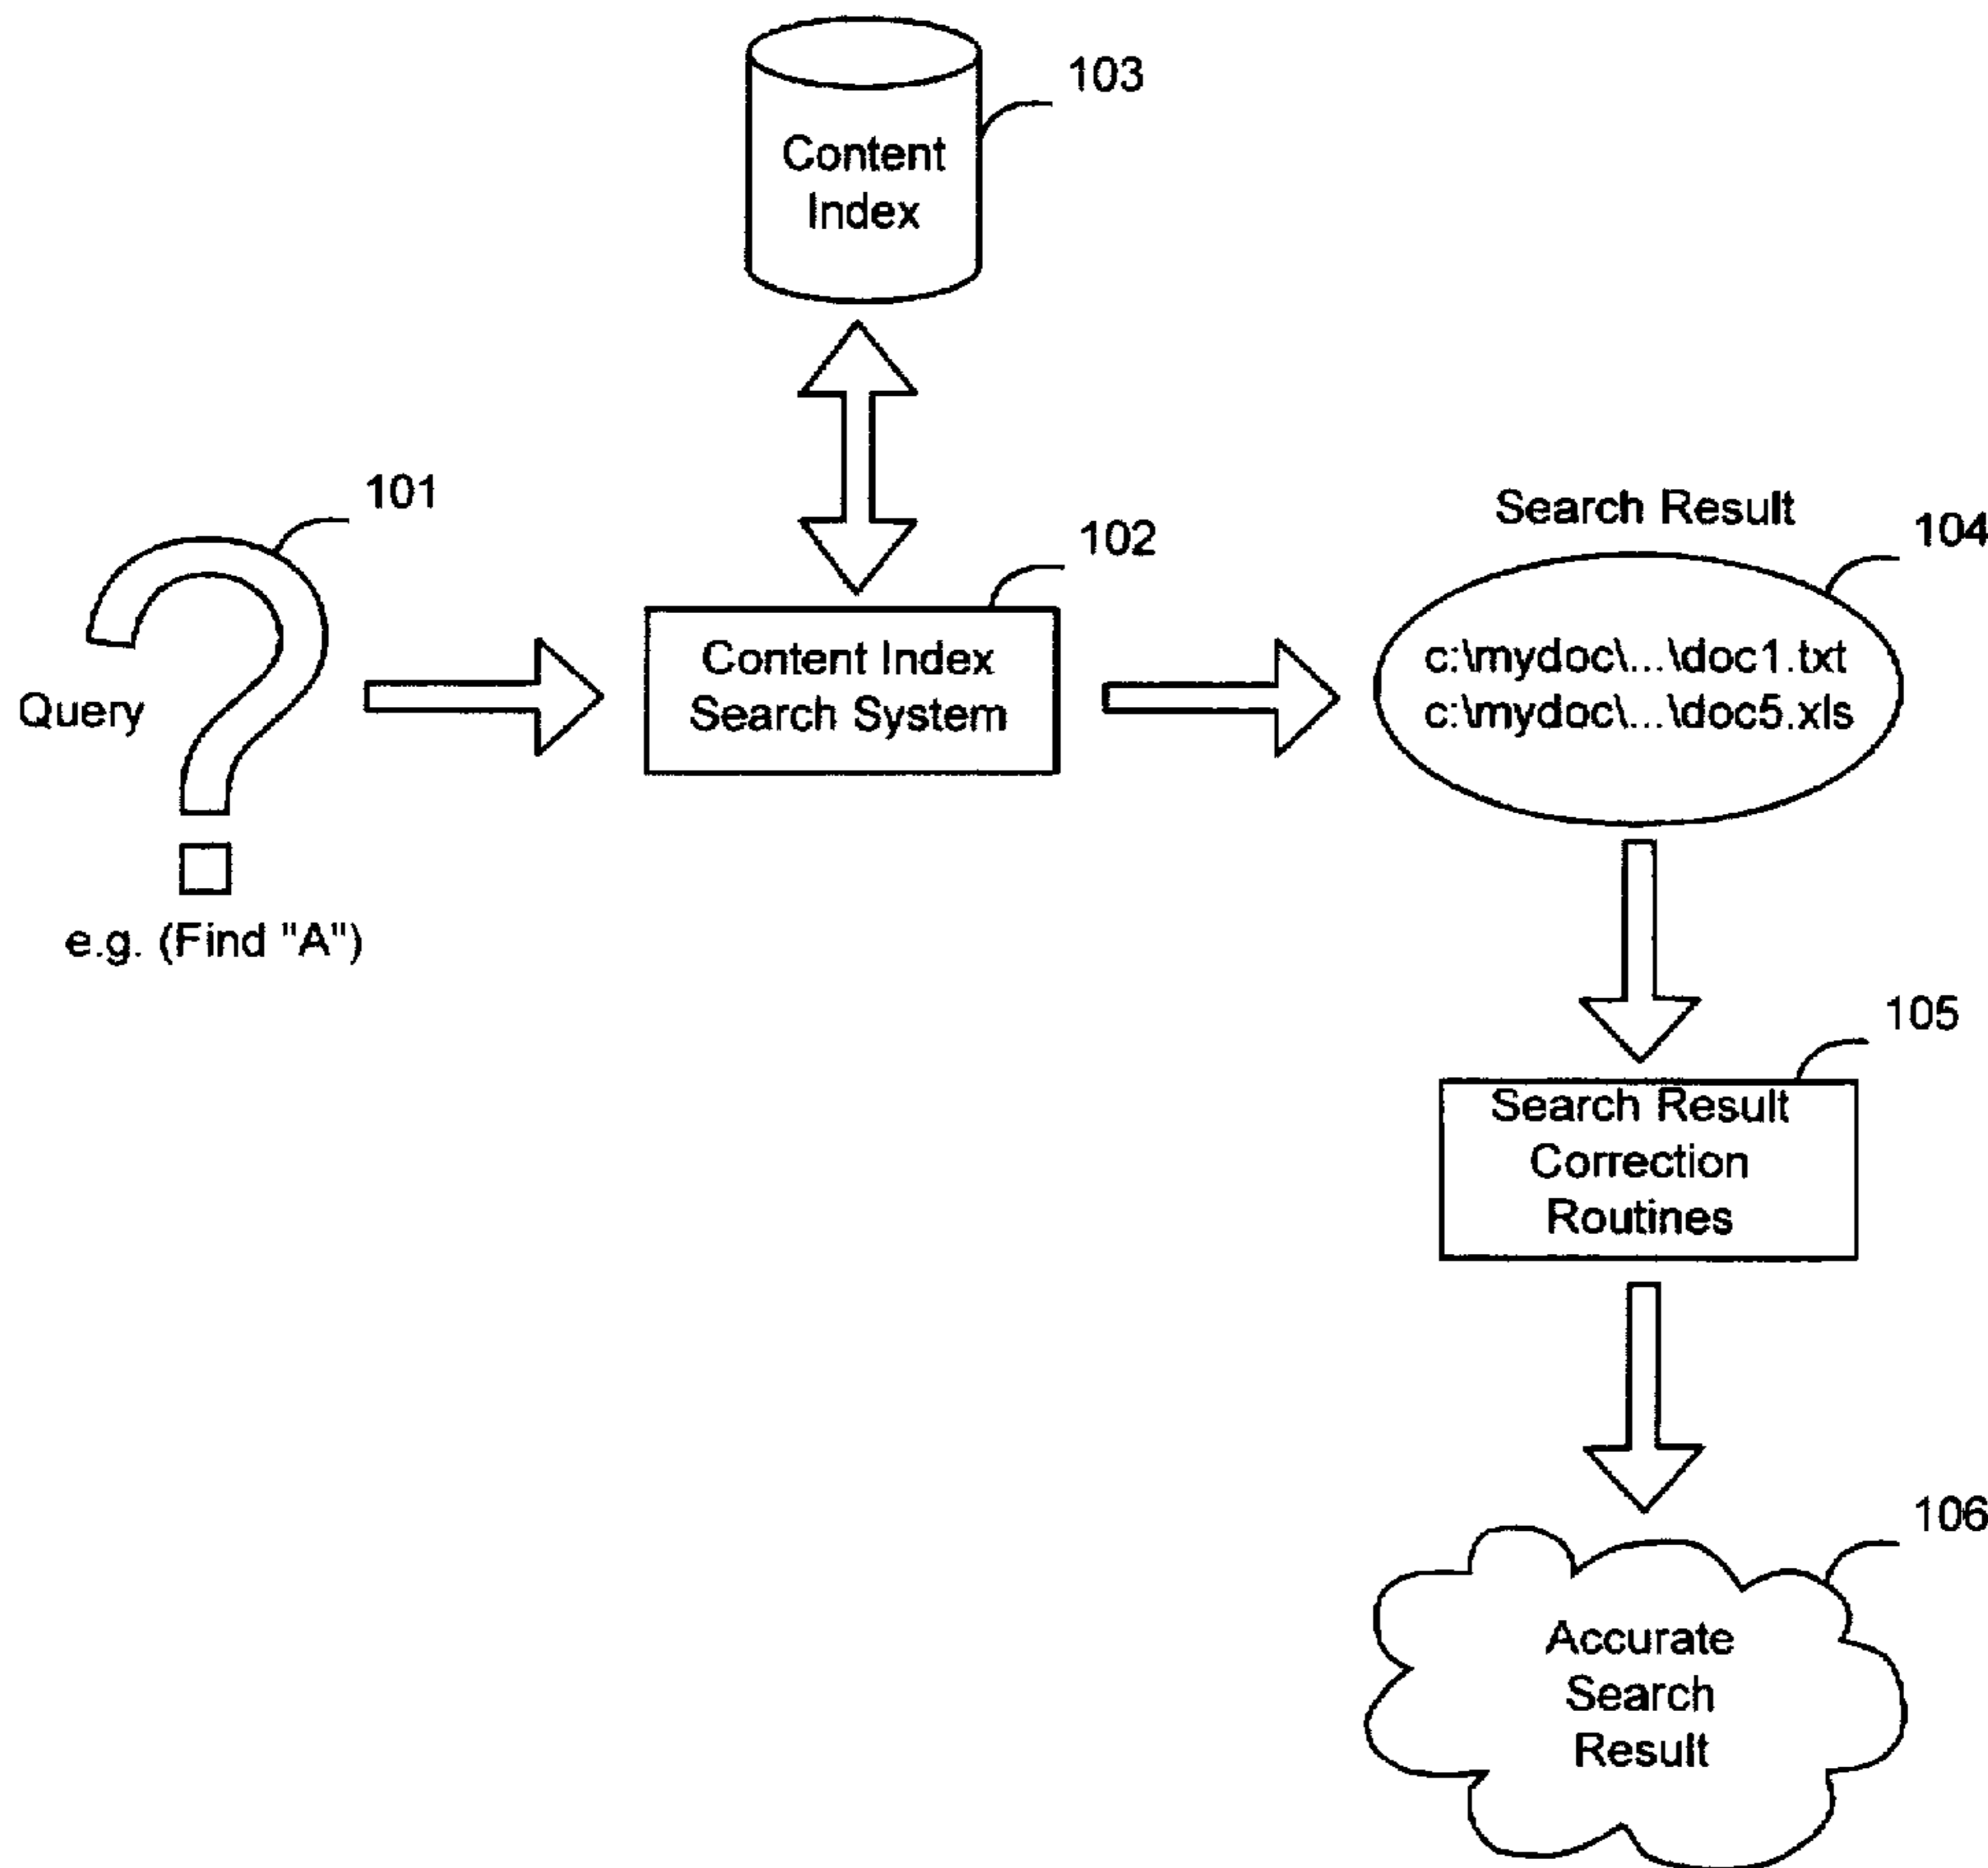 103
Content
Index
101
102
Query
Content Index
Search System
e.g. (Find "A")
Search Result
104
c:\mydoc\...\doc1.txt
c:\mydoc\...\doc5.xls
105
Search Result
Correction
Routines
106
Accurate
Search
Result